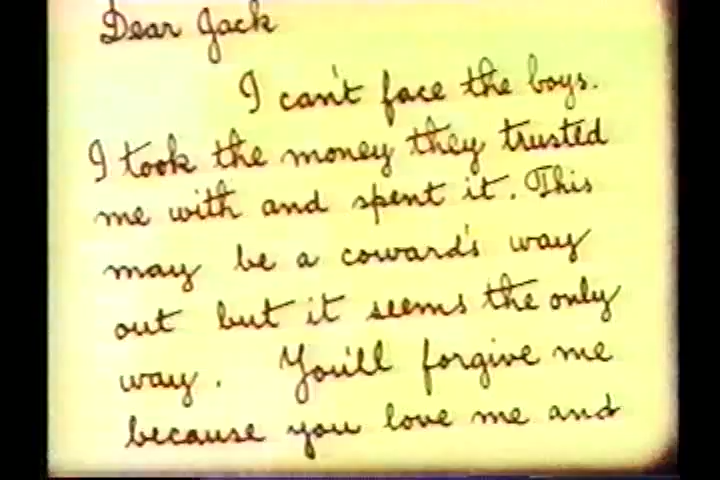 Dear Jack
I can't face the boys.
I took the money they trusted
me with and spent it. This
may be a coward's way
out but it seems the only
way. You'll forgive me
because you love me and